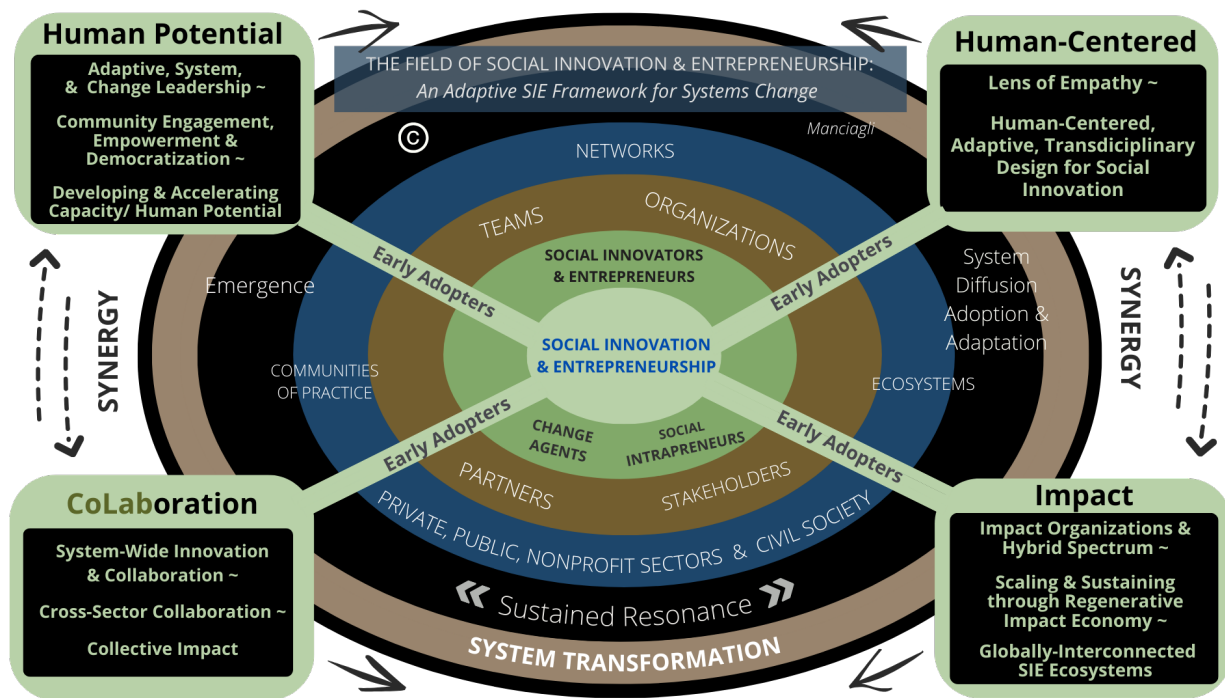 Human Potential
Adaptive, System,
& Change Leadership ~
Community Engagement,
Empowerment &
Democratization ~
Developing & Accelerating
Capacity/ Human Potential
THE FIELD OF SOCIAL INNOVATION & ENTREPRENEURSHIP:
An Adaptive SIE Framework for Systems Change
©
Manciagli
Human-Centered
Lens of Empathy ~
Human-Centered,
Adaptive, Transdiciplinary
Design for Social
Innovation
NETWORKS
TEAMS
ORGANIZATIONS
SOCIAL INNOVATORS
& ENTREPRENEURS
Early Adopters
Early Adopters
Emergence
System
Diffusion
Adoption &
Adaptation
SYNERGY
SYNERGY
SOCIAL INNOVATION
& ENTREPRENEURSHIP
COMMUNITIES
OF PRACTICE
ECOSYSTEMS
Early Adopters
Early Adopters
CHANGE
AGENTS
SOCIAL
INTRAPRENEURS
PARTNERS
STAKEHOLDERS
PRIVATE, PUBLIC, NONPROFIT SECTORS & CIVIL SOCIETY
Sustained Resonance
SYSTEM TRANSFORMATION
CoLaboration
System-Wide Innovation
& Collaboration ~
Cross-Sector Collaboration ~
Collective Impact
Impact
Impact Organizations &
Hybrid Spectrum ~
Scaling & Sustaining
through Regenerative
Impact Economy ~
Globally-Interconnected
SIE Ecosystems